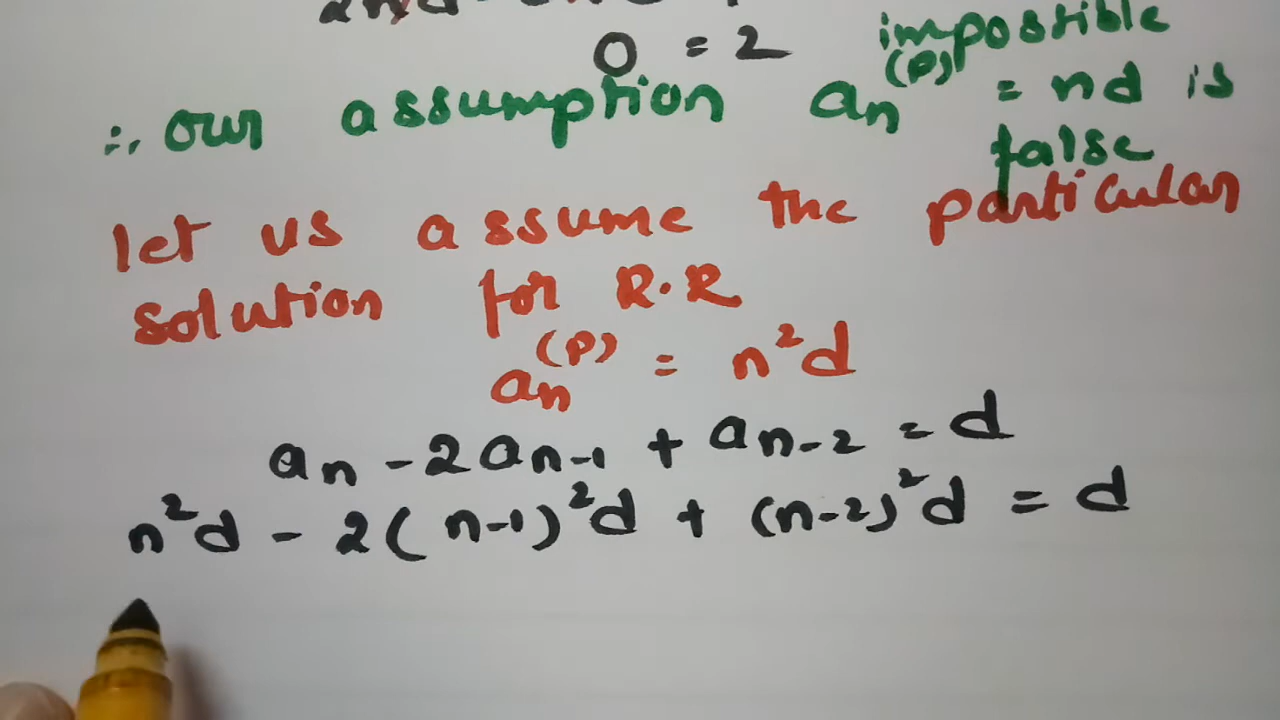 0 = 2 impossible
∴ our assumption an(P) = nd is
false
let us assume the particular
solution for R.R
an(P) = n²d
an - 2an-1 + an-2 = d
n²d - 2(n-1)²d + (n-2)²d = d